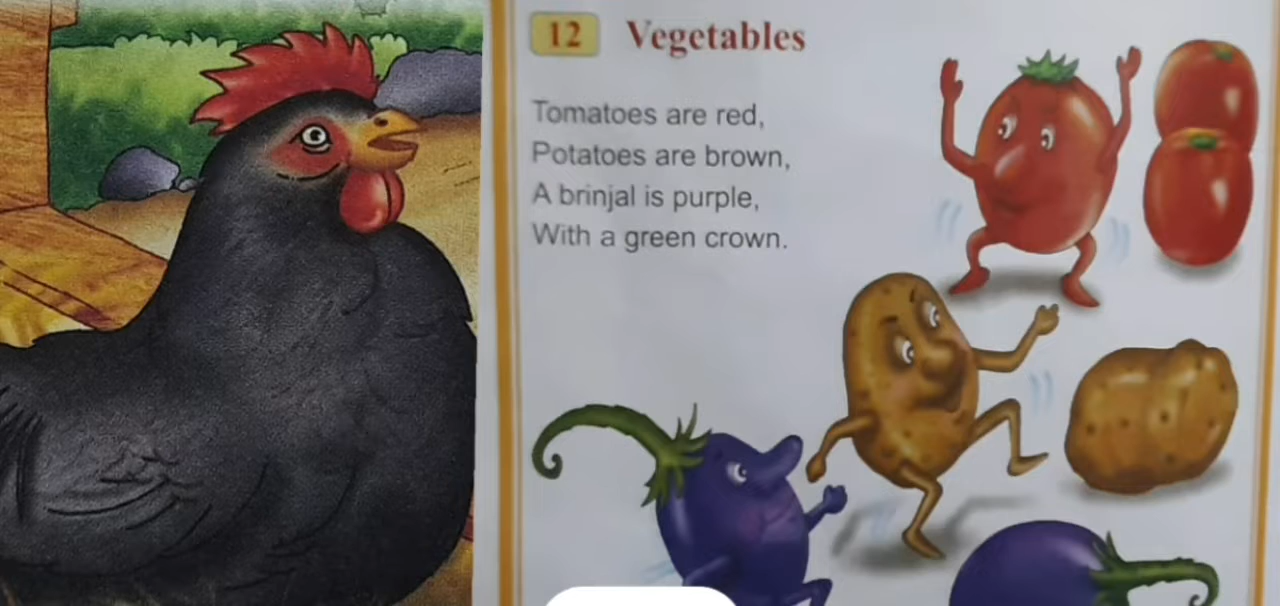 12 Vegetables
Tomatoes are red,
Potatoes are brown,
A brinjal is purple,
With a green crown.